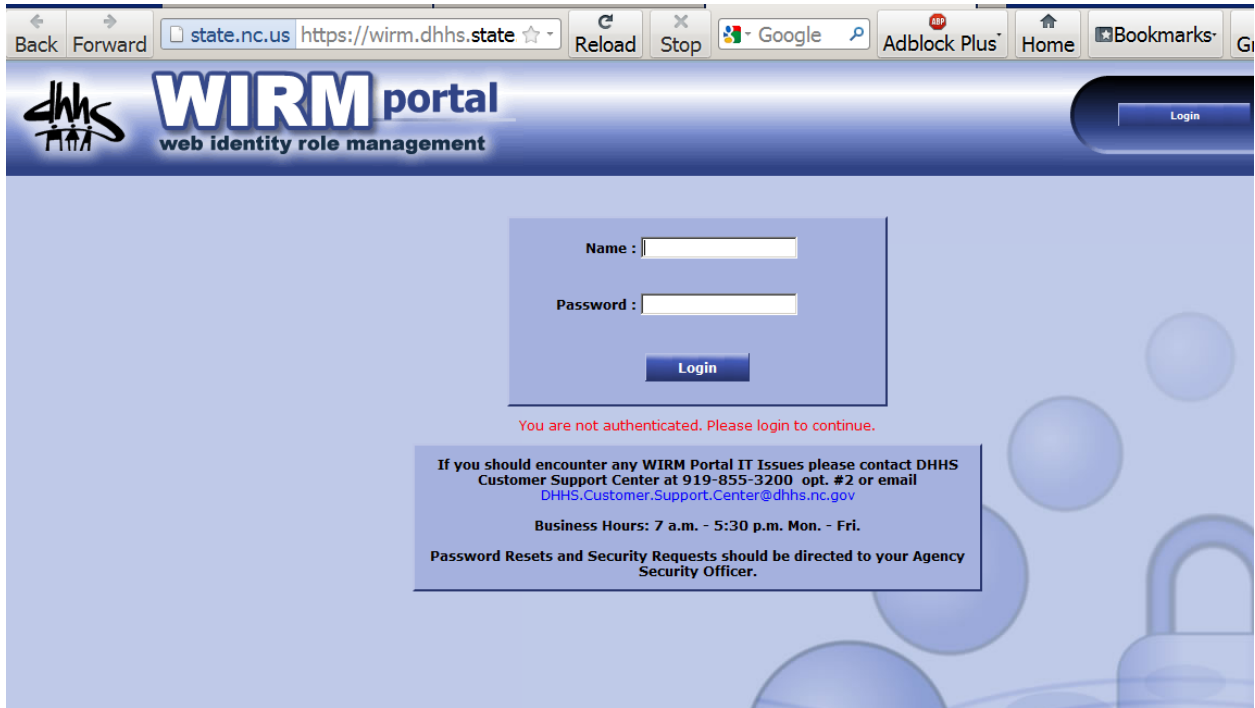 Back Forward state.nc.us https://wirm.dhhs.state Reload Stop Google ABP Adblock Plus Home Bookmarks
dhhs WIRM portal
web identity role management
Login
Name :
Password :
Login
You are not authenticated. Please login to continue.
If you should encounter any WIRM Portal IT Issues please contact DHHS
Customer Support Center at 919-855-3200 opt. #2 or email
DHHS.Customer.Support.Center@dhhs.nc.gov
Business Hours: 7 a.m. - 5:30 p.m. Mon. - Fri.
Password Resets and Security Requests should be directed to your Agency
Security Officer.